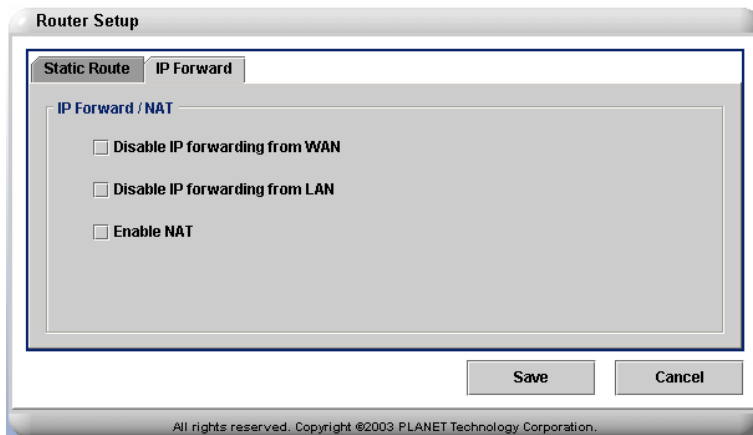 Router Setup
Static Route IP Forward
IP Forward / NAT
Disable IP forwarding from WAN
Disable IP forwarding from LAN
Enable NAT
Save Cancel
All rights reserved. Copyright ©2003 PLANET Technology Corporation.